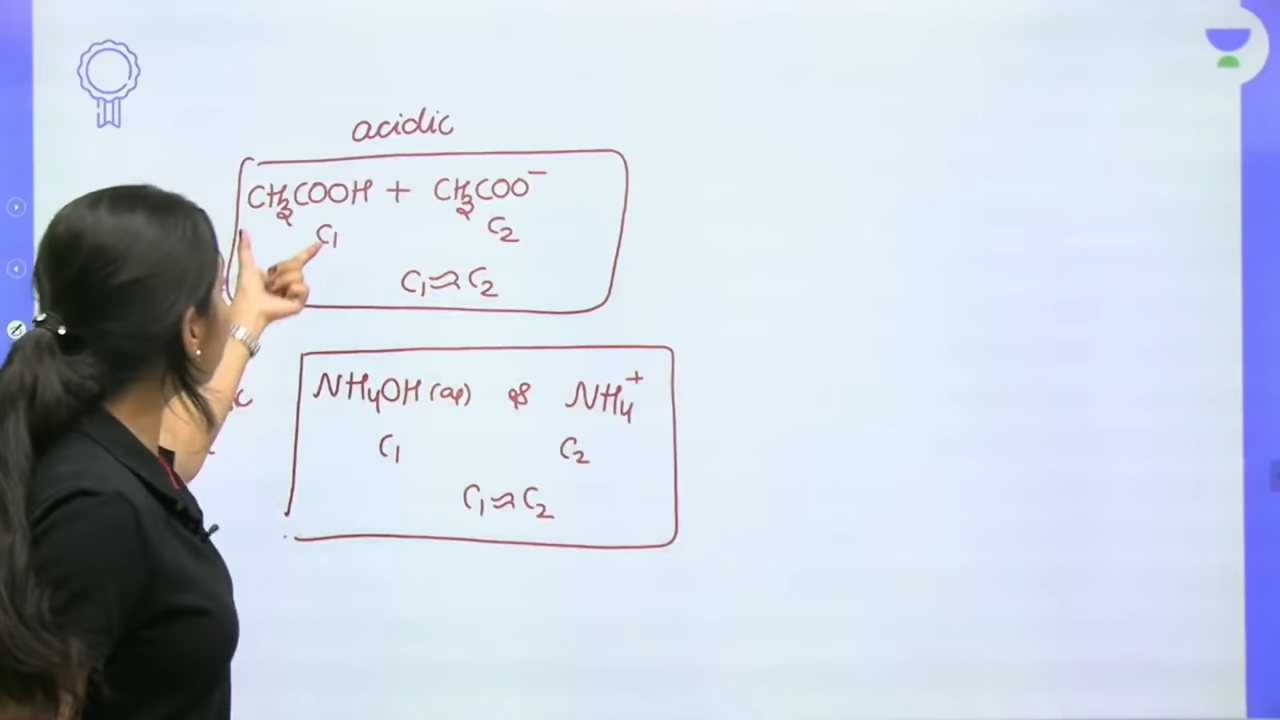 acidic
CH3COOH + CH3COO⁻
C1 C2
C1 ≈ C2
NH4OH (aq) & NH4⁺
C1 C2
C1 ≈ C2